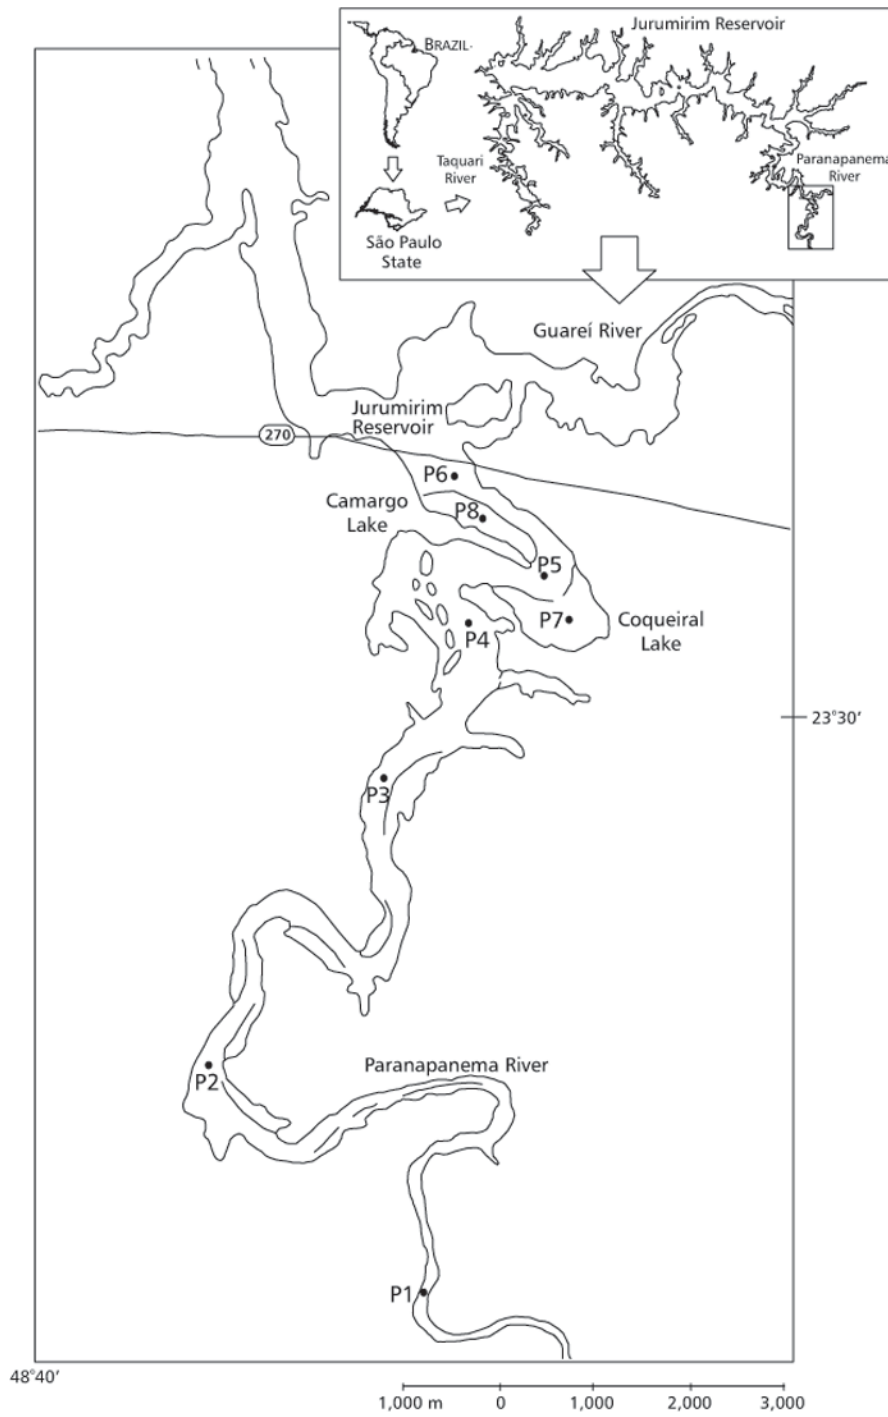 Jurumirim Reservoir
BRAZIL
Taquari
River
Paranapanema
River
São Paulo
State
Guareí River
Jurumirim
Reservoir
270
P6
Camargo
Lake
P8
P5
P7
Coqueiral
Lake
P4
23°30'
P3
Paranapanema River
P2
P1
48°40'
1,000 m 0 1,000 2,000 3,000